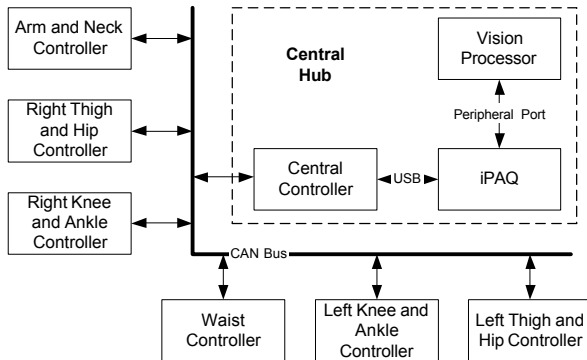 Arm and Neck
Controller
Right Thigh
and Hip
Controller
Right Knee
and Ankle
Controller
Central
Hub
Vision
Processor
Peripheral Port
Central
Controller
USB
iPAQ
CAN Bus
Waist
Controller
Left Knee and
Ankle
Controller
Left Thigh and
Hip Controller